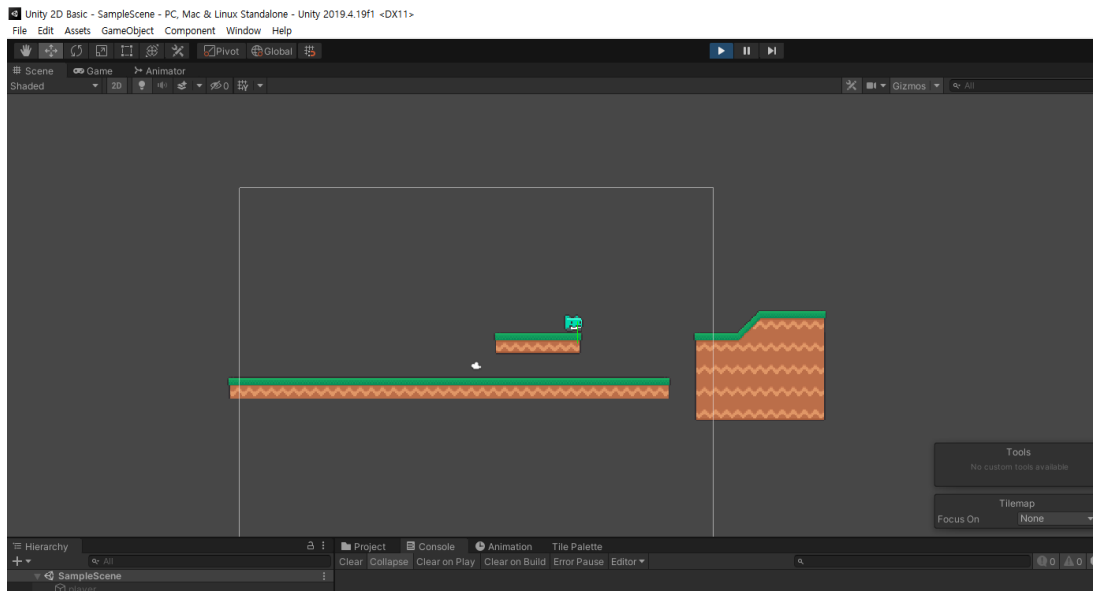 Unity 2D Basic - SampleScene - PC, Mac & Linux Standalone - Unity 2019.4.19f1 <DX11>
File Edit Assets GameObject Component Window Help
Pivot Global
Scene Game Animator
Shaded 2D 0 Gizmos All
Tools
No custom tools available
Tilemap
Focus On None
Hierarchy Project Console Animation Tile Palette
All Clear Collapse Clear on Play Clear on Build Error Pause Editor 0 0
SampleScene
player